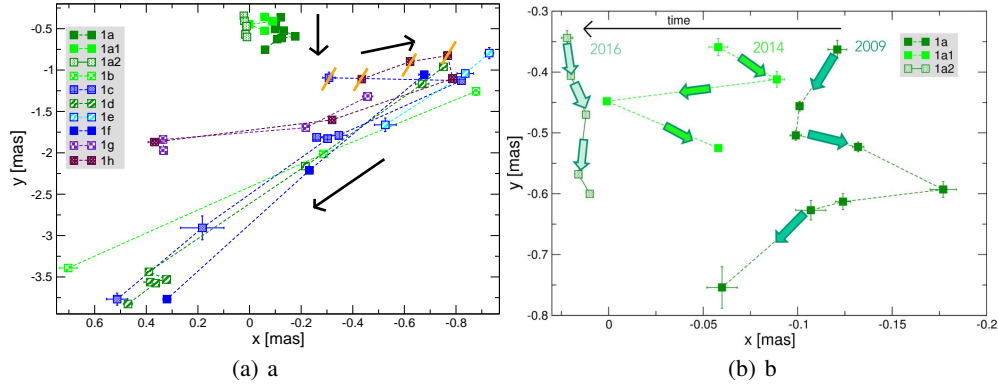 -0.5
-1
-1.5
-2
-2.5
-3
-3.5
y [mas]
1a
1a1
1a2
1b
1c
1d
1e
1f
1g
1h
0.6 0.4 0.2 0 -0.2 -0.4 -0.6 -0.8
x [mas]
(a) a
-0.3
-0.4
-0.5
-0.6
-0.7
-0.8
y [mas]
time
2016
2014
2009
1a
1a1
1a2
0 -0.05 -0.1 -0.15 -0.2
x [mas]
(b) b